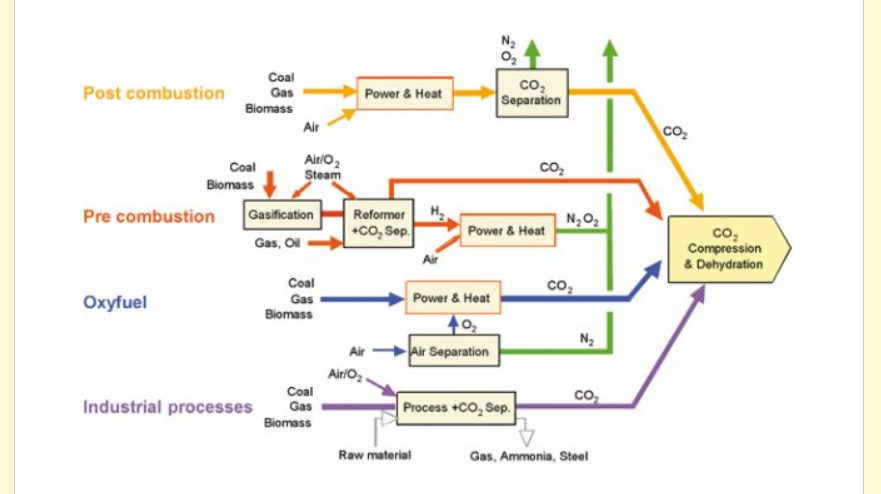 N2
O2
Coal
Gas
Biomass
Post combustion
Power & Heat
CO2
Separation
Air
CO2
Coal
Biomass
Air/O2
Steam
CO2
Pre combustion
Gasification
Reformer
+CO2 Sep.
H2
Power & Heat
N2O2
Gas, Oil
Air
CO2
Compression
& Dehydration
Oxyfuel
Coal
Gas
Biomass
Power & Heat
CO2
O2
Air
Air Separation
N2
Air/O2
Industrial processes
Coal
Gas
Biomass
Process +CO2 Sep.
CO2
Raw material
Gas, Ammonia, Steel